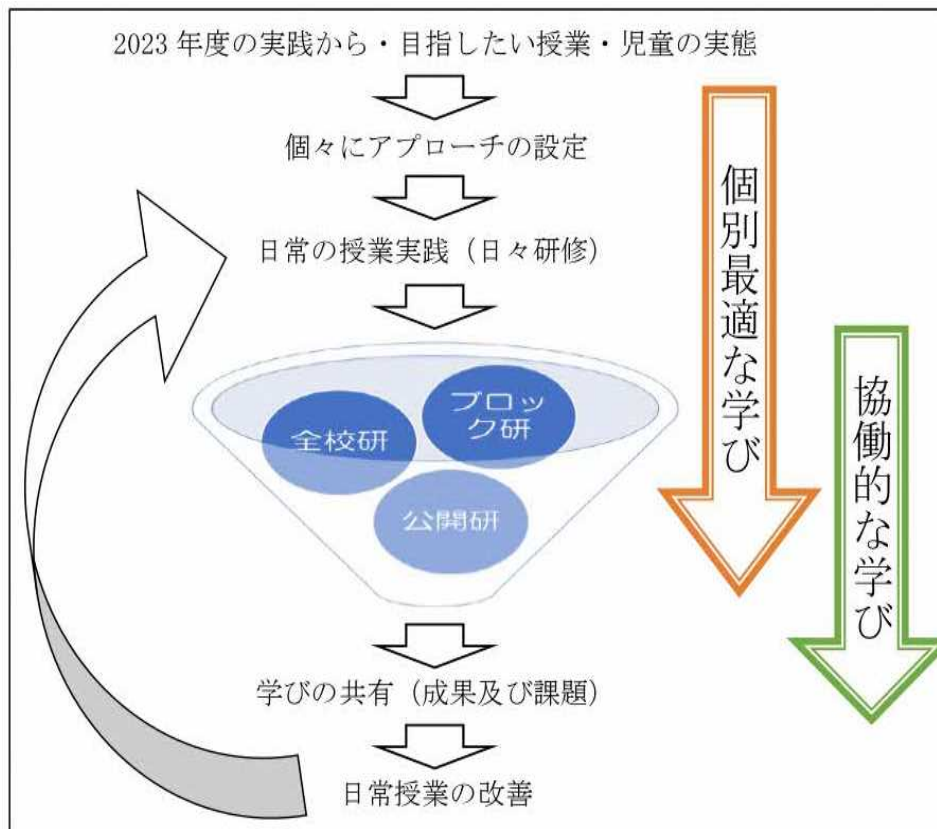 2023 年度の実践から・目指したい授業・児童の実態
個々にアプローチの設定
日常の授業実践（日々研修）
全校研
ブロッ
ク研
公開研
学びの共有（成果及び課題）
日常授業の改善
個別最適な学び
協働的な学び